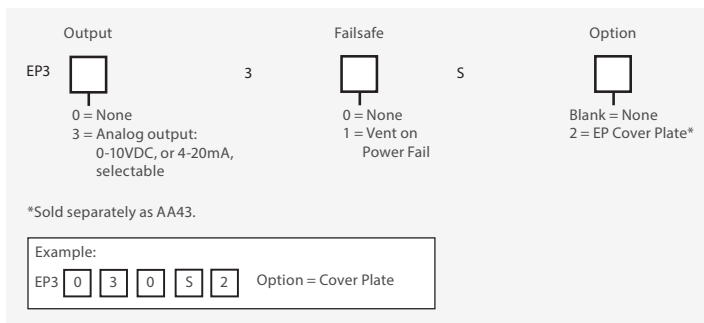 Output Failsafe Option
EP3 3 S
0 = None
3 = Analog output:
0-10VDC, or 4-20mA,
selectable
0 = None
1 = Vent on
Power Fail
Blank = None
2 = EP Cover Plate*
*Sold separately as AA43.
Example:
EP3 0 3 0 S 2 Option = Cover Plate